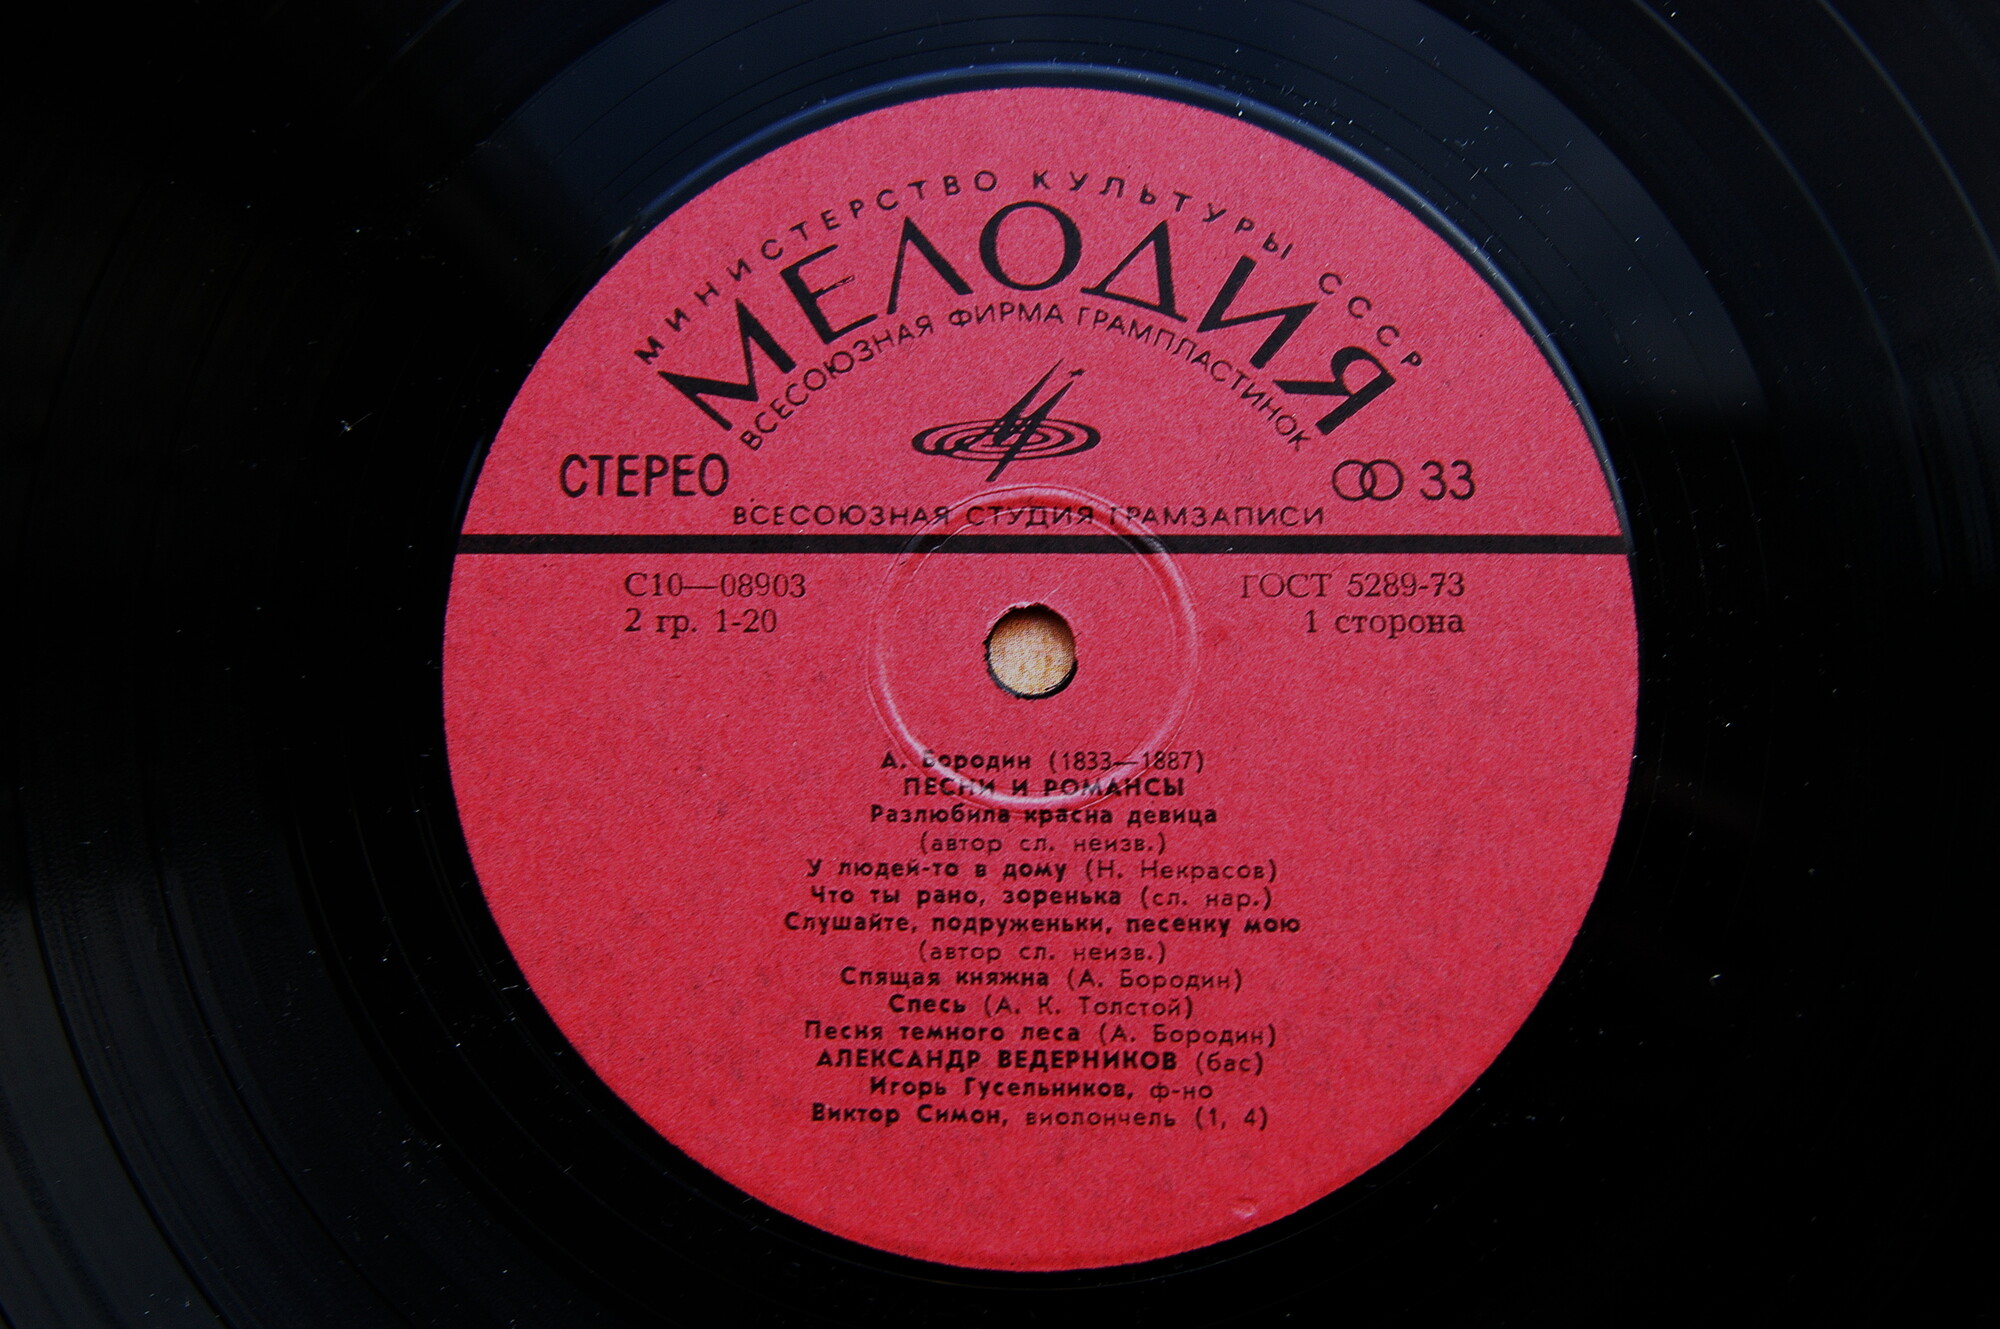 МИНИСТЕРСТВО КУЛЬТУРЫ СССР
МЕЛОДИЯ
ВСЕСОЮЗНАЯ ФИРМА ГРАМПЛАСТИНОК
СТЕРЕО 33
ВСЕСОЮЗНАЯ СТУДИЯ ГРАМЗАПИСИ
С10—08903 ГОСТ 5289-73
2 гр. 1-20 1 сторона
А. Бородин (1833—1887)
ПЕСНИ И РОМАНСЫ
Разлюбила красна девица
(автор сл. неизв.)
У людей-то в дому (Н. Некрасов)
Что ты рано, зоренька (сл. нар.)
Слушайте, подруженьки, песенку мою
(автор сл. неизв.)
Спящая княжна (А. Бородин)
Спесь (А. К. Толстой)
Песня темного леса (А. Бородин)
АЛЕКСАНДР ВЕДЕРНИКОВ (бас)
Игорь Гусельников, ф-но
Виктор Симон, виолончель (1, 4)